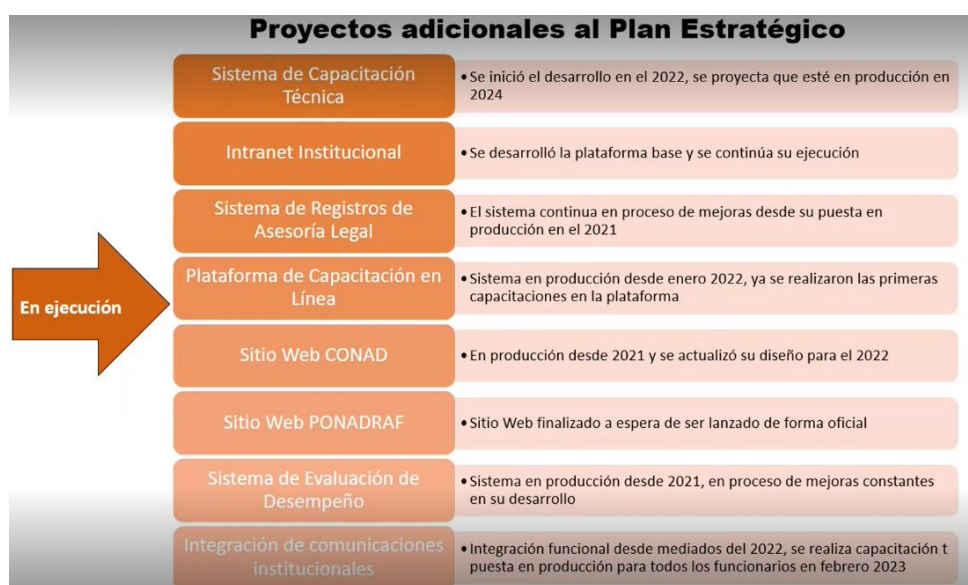 Proyectos adicionales al Plan Estratégico
En ejecución
Sistema de Capacitación
Técnica
• Se inició el desarrollo en el 2022, se proyecta que esté en producción en
2024
Intranet Institucional
• Se desarrolló la plataforma base y se continúa su ejecución
Sistema de Registros de
Asesoría Legal
• El sistema continua en proceso de mejoras desde su puesta en
producción en el 2021
Plataforma de Capacitación en
Línea
• Sistema en producción desde enero 2022, ya se realizaron las primeras
capacitaciones en la plataforma
Sitio Web CONAD
• En producción desde 2021 y se actualizó su diseño para el 2022
Sitio Web PONADRAF
• Sitio Web finalizado a espera de ser lanzado de forma oficial
Sistema de Evaluación de
Desempeño
• Sistema en producción desde 2021, en proceso de mejoras constantes
en su desarrollo
Integración de comunicaciones
institucionales
• Integración funcional desde mediados del 2022, se realiza capacitación t
puesta en producción para todos los funcionarios en febrero 2023